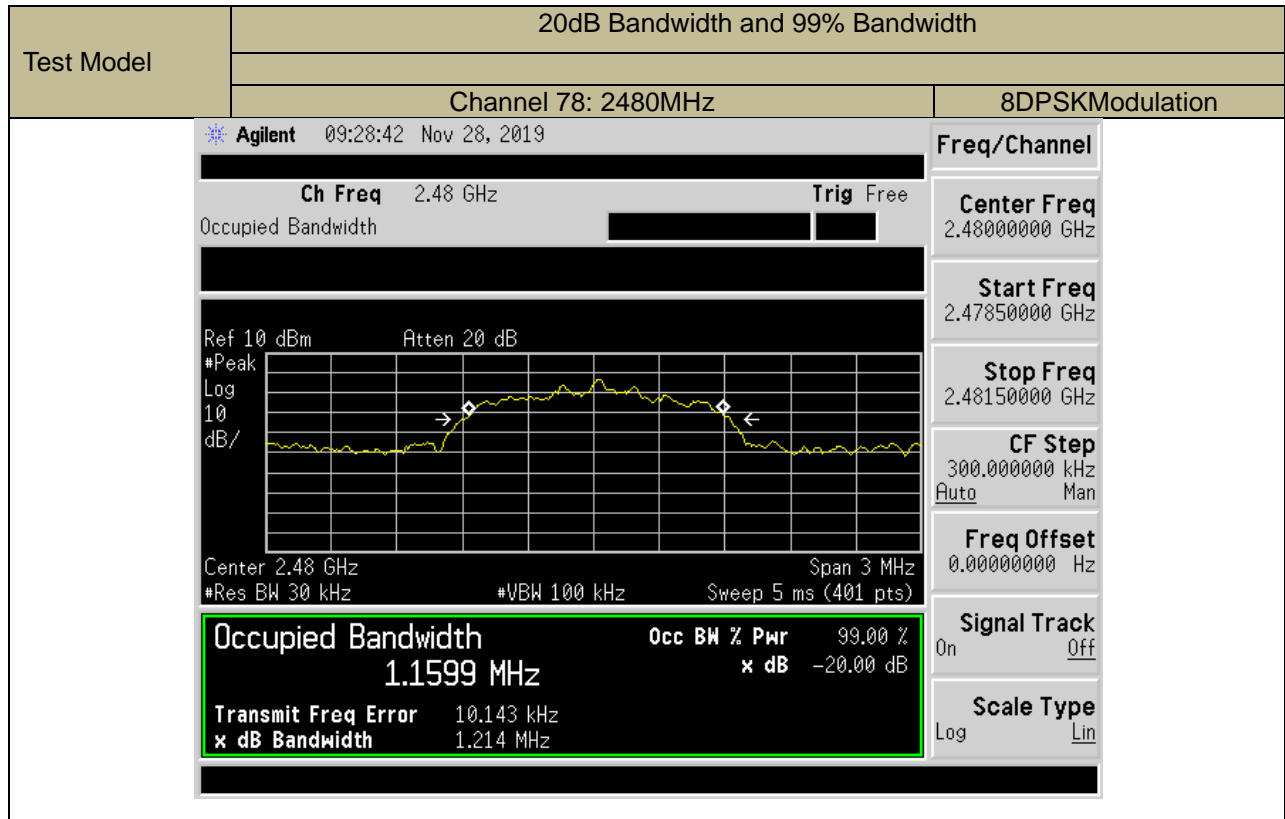 Test Model
20dB Bandwidth and 99% Bandwidth
Channel 78: 2480MHz
8DPSKModulation
Agilent 09:28:42 Nov 28, 2019
Ch Freq 2.48 GHz Trig Free
Occupied Bandwidth
Ref 10 dBm Atten 20 dB
#Peak
Log
10
dB/
Center 2.48 GHz Span 3 MHz
#Res BW 30 kHz #VBW 100 kHz Sweep 5 ms (401 pts)
Occupied Bandwidth Occ BW % Pwr 99.00 %
1.1599 MHz x dB -20.00 dB
Transmit Freq Error 10.143 kHz
x dB Bandwidth 1.214 MHz
Freq/Channel
Center Freq
2.48000000 GHz
Start Freq
2.47850000 GHz
Stop Freq
2.48150000 GHz
CF Step
300.000000 kHz
Auto Man
Freq Offset
0.00000000 Hz
Signal Track
On Off
Scale Type
Log Lin